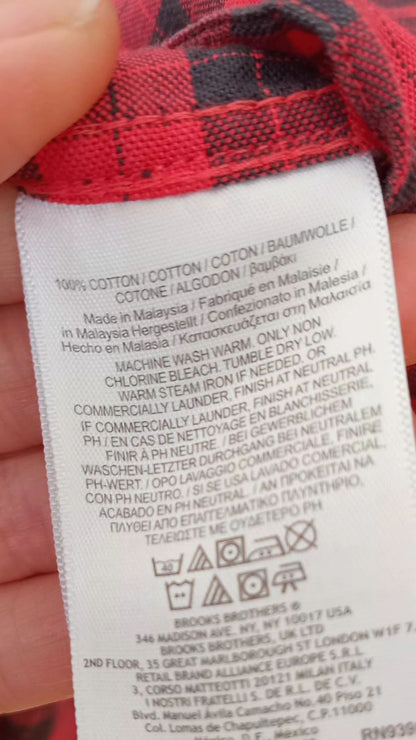 100% COTTON / COTTON / COTON / BAUMWOLLE /
COTONE / ALGODON / βαμβάκι
Made in Malaysia / Fabriqué en Malaisie /
in Malaysia Hergestellt / Confezionato in Malesia /
Hecho en Malasia / Κατασκευάζεται στη Μαλαισία
MACHINE WASH WARM. ONLY NON
CHLORINE BLEACH. TUMBLE DRY LOW.
WARM STEAM IRON IF NEEDED. OR
COMMERCIALLY LAUNDER, FINISH AT NEUTRAL PH.
IF COMMERCIALLY LAUNDER, FINISH AT NEUTRAL
PH / EN CAS DE NETTOYAGE EN BLANCHISSERIE,
FINIR À PH NEUTRE. / BEI GEWERBLICHEM
WASCHEN-LETZTER DURCHGANG BEI NEUTRALEM
PH-WERT. / OPO LAVAGGIO COMMERCIALE, FINIRE
CON PH NEUTRO. / SI SE USA LAVADO COMERCIAL,
ACABADO EN PH NEUTRAL. / AN ΠΡΟΚΕΙΤΑΙ ΝΑ
ΠΛΥΘΕΙ ΑΠΟ ΕΠΑΓΓΕΛΜΑΤΙΚΟ ΠΛΥΝΤΗΡΙΟ,
ΤΕΛΕΙΩΣΤΕ ΜΕ ΟΥΔΕΤΕΡΟ PH
40
BROOKS BROTHERS ®
346 MADISON AVE. NY, NY 10017 USA
BROOKS BROTHERS, UK LTD
2ND FLOOR, 35 GREAT MARLBOROUGH ST LONDON W1F 7
RETAIL BRAND ALLIANCE EUROPE S.R.L
3, CORSO MATTEOTTI 20121 MILAN ITALY
I NOSTRI FRATELLI S. DE R.L. DE C.V.
Blvd. Manuel Ávila Camacho No. 40 Piso 21
Lomas de Chapultepec, C.P. 11000
D.F., Mexico
RN938